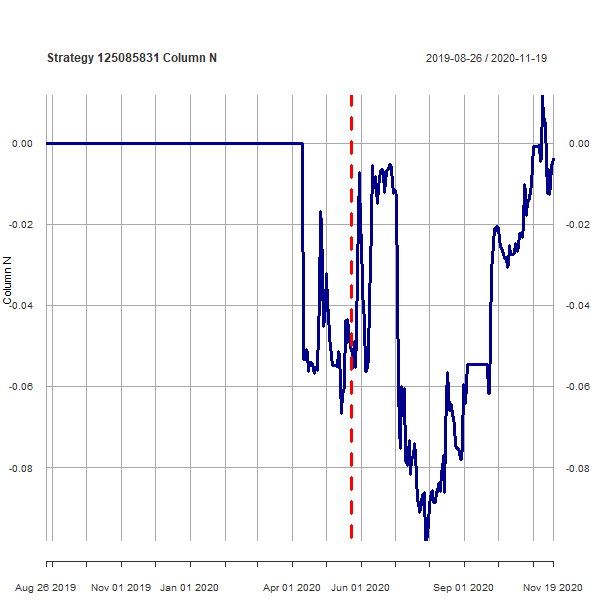 Strategy 125085831 Column N
2019-08-26 / 2020-11-19
0.00
0.00
-0.02
-0.02
-0.04
-0.04
-0.06
-0.06
-0.08
-0.08
Column N
Aug 26 2019
Nov 01 2019
Jan 01 2020
Apr 01 2020
Jun 01 2020
Sep 01 2020
Nov 19 2020